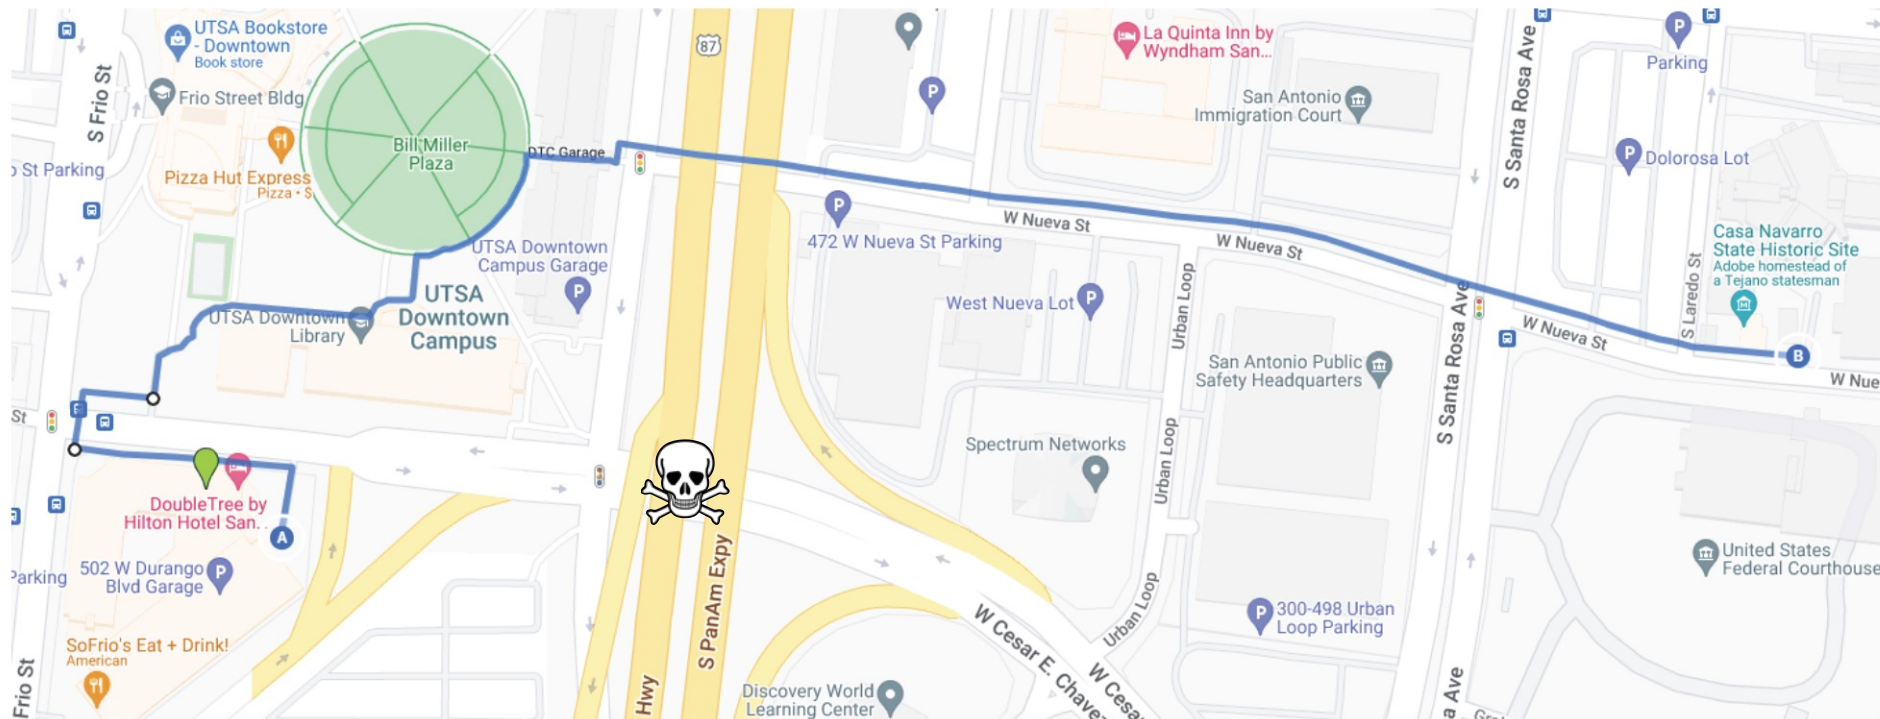 UTSA Bookstore
- Downtown
Book store
S Frio St
Frio Street Bldg
Pizza Hut Express
Pizza • $
St Parking
Bill Miller
Plaza
DTC Garage
87
La Quinta Inn by
Wyndham San...
San Antonio
Immigration Court
S Santa Rosa Ave
S Santa Rosa Ave
P
Parking
P
P
Dolorosa Lot
Casa Navarro
State Historic Site
Adobe homestead of
a Tejano statesman
P
472 W Nueva St Parking
W Nueva St
W Nueva St
UTSA Downtown
Campus Garage
P
UTSA
Downtown
Campus
UTSA Downtown
Library
West Nueva Lot
P
Urban Loop
Urban Loop
Urban Loop
S Laredo St
W Nueva St
B
W Nue
San Antonio Public
Safety Headquarters
St
Spectrum Networks
DoubleTree by
Hilton Hotel San...
A
Parking
502 W Durango
Blvd Garage
P
SoFrio's Eat + Drink!
American
Frio St
Hwy
S PanAm Expy
Discovery World
Learning Center
W Cesar E. Chavez
W Cesa
P
300-498 Urban
Loop Parking
a Ave
United States
Federal Courthouse